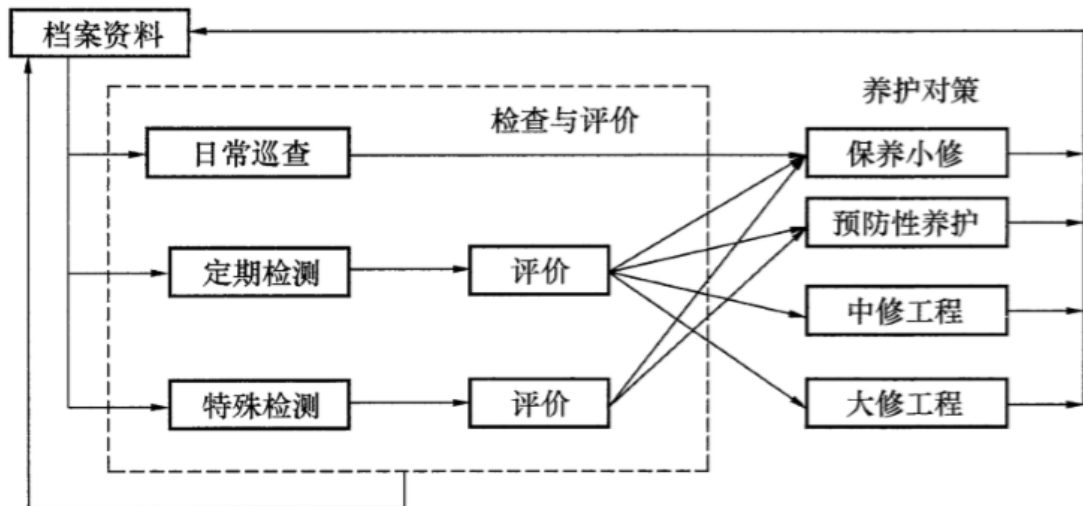 档案资料
检查与评价
养护对策
日常巡查
保养小修
预防性养护
定期检测
评价
中修工程
特殊检测
评价
大修工程